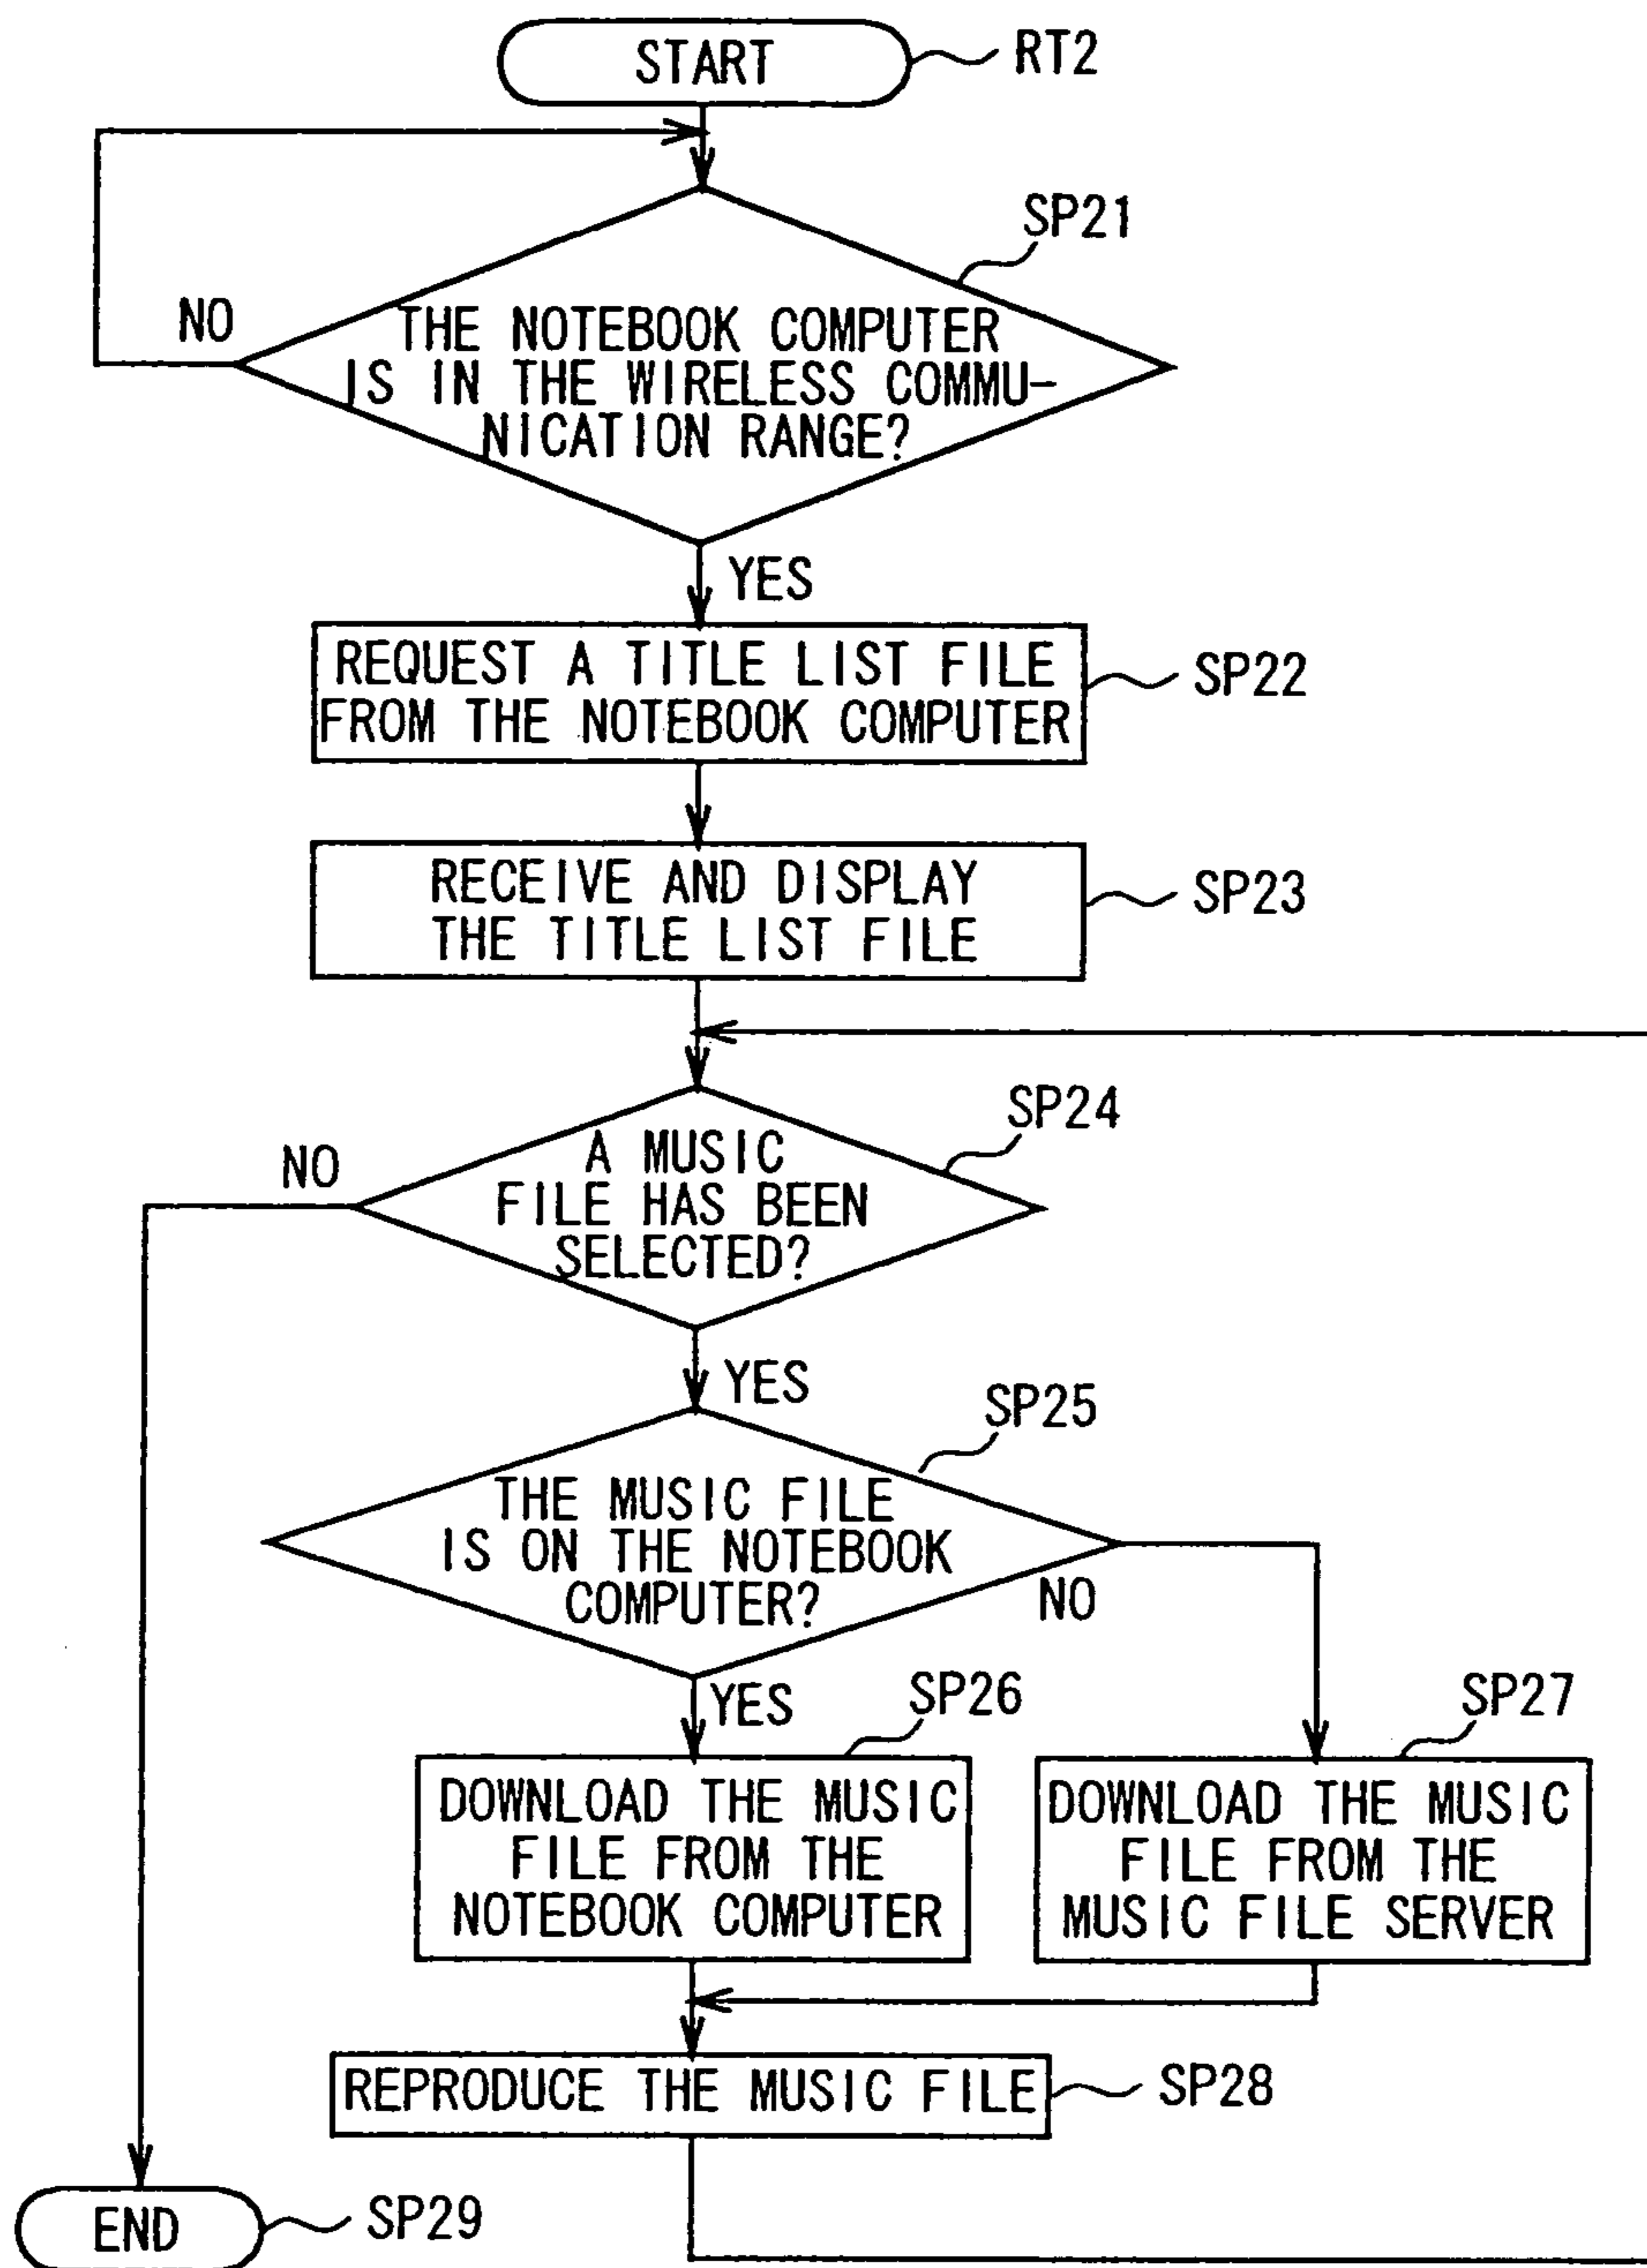 START
RT2
SP21
NO
THE NOTEBOOK COMPUTER
IS IN THE WIRELESS COMMU-
NICATION RANGE?
YES
REQUEST A TITLE LIST FILE
FROM THE NOTEBOOK COMPUTER
SP22
RECEIVE AND DISPLAY
THE TITLE LIST FILE
SP23
SP24
NO
A MUSIC
FILE HAS BEEN
SELECTED?
YES
SP25
THE MUSIC FILE
IS ON THE NOTEBOOK
COMPUTER?
NO
YES
SP26
SP27
DOWNLOAD THE MUSIC
FILE FROM THE
NOTEBOOK COMPUTER
DOWNLOAD THE MUSIC
FILE FROM THE
MUSIC FILE SERVER
REPRODUCE THE MUSIC FILE
SP28
END
SP29